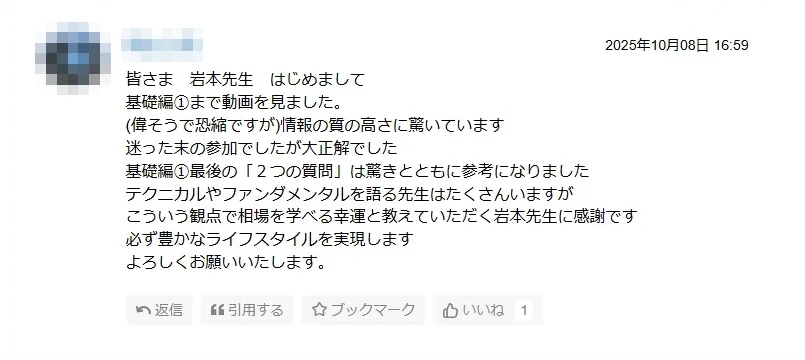 2025年10月08日 16:59
皆さま　岩本先生　はじめまして
基礎編①まで動画を見ました。
(偉そうで恐縮ですが)情報の質の高さに驚いています
迷った末の参加でしたが大正解でした
基礎編①最後の「２つの質問」は驚きとともに参考になりました
テクニカルやファンダメンタルを語る先生はたくさんいますが
こういう観点で相場を学べる幸運と教えていただく岩本先生に感謝です
必ず豊かなライフスタイルを実現します
よろしくお願いいたします。
返信 引用する ブックマーク いいね 1